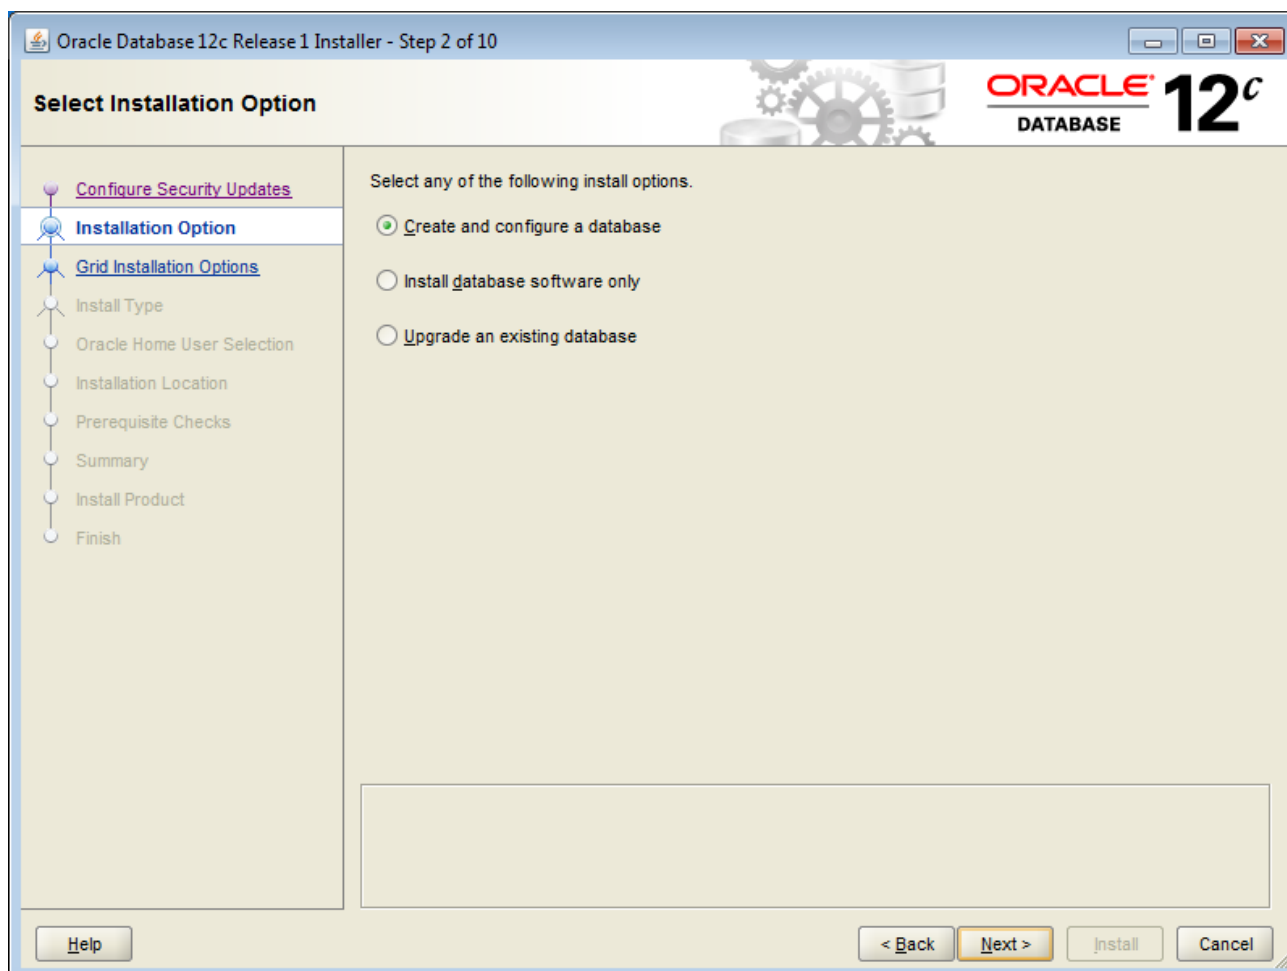 Oracle Database 12c Release 1 Installer - Step 2 of 10
Select Installation Option
ORACLE 12c
DATABASE
Configure Security Updates
Installation Option
Grid Installation Options
Install Type
Oracle Home User Selection
Installation Location
Prerequisite Checks
Summary
Install Product
Finish
Select any of the following install options.
Create and configure a database
Install database software only
Upgrade an existing database
Help
< Back
Next >
Install
Cancel